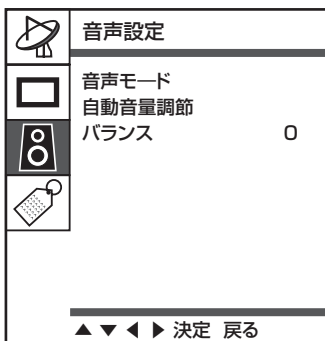 音声設定
音声モード
自動音量調節
バランス 0
▲ ▼ ◀ ▶ 決定 戻る